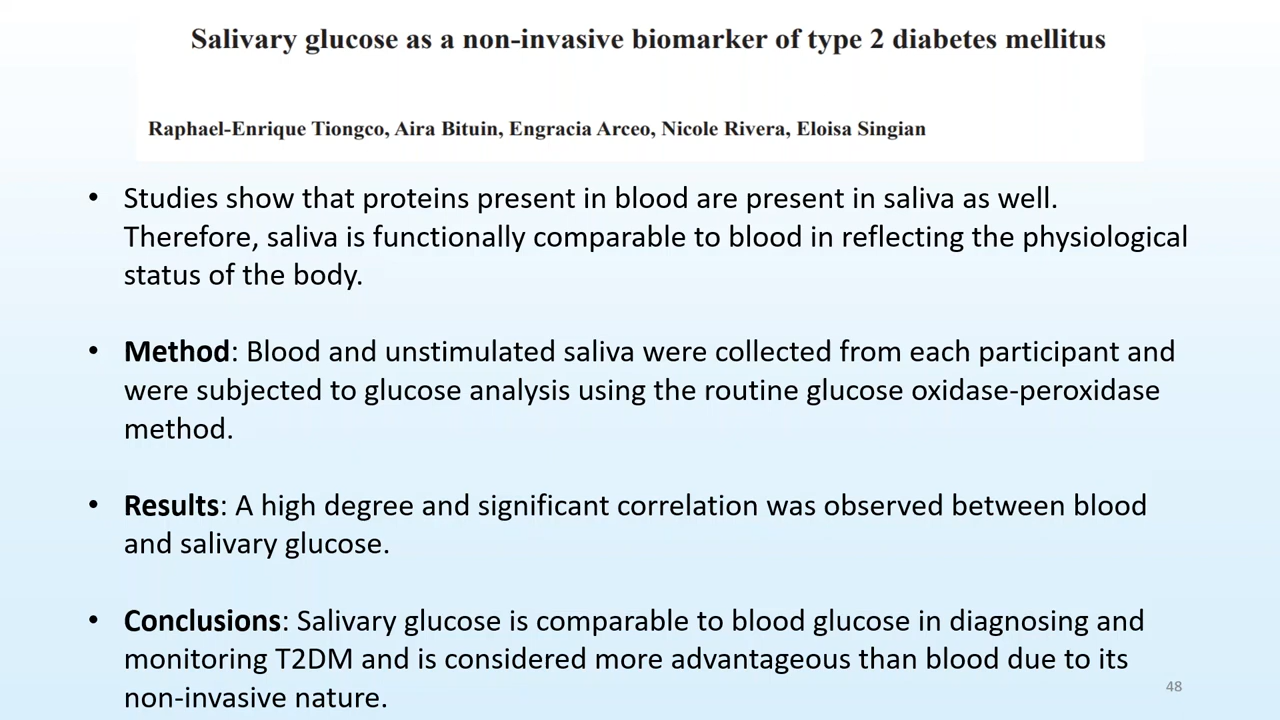 Salivary glucose as a non-invasive biomarker of type 2 diabetes mellitus
Raphael-Enrique Tiongco, Aira Bituin, Engracia Arceo, Nicole Rivera, Eloisa Singian
• Studies show that proteins present in blood are present in saliva as well.
Therefore, saliva is functionally comparable to blood in reflecting the physiological
status of the body.
• Method: Blood and unstimulated saliva were collected from each participant and
were subjected to glucose analysis using the routine glucose oxidase-peroxidase
method.
• Results: A high degree and significant correlation was observed between blood
and salivary glucose.
• Conclusions: Salivary glucose is comparable to blood glucose in diagnosing and
monitoring T2DM and is considered more advantageous than blood due to its
non-invasive nature.
48